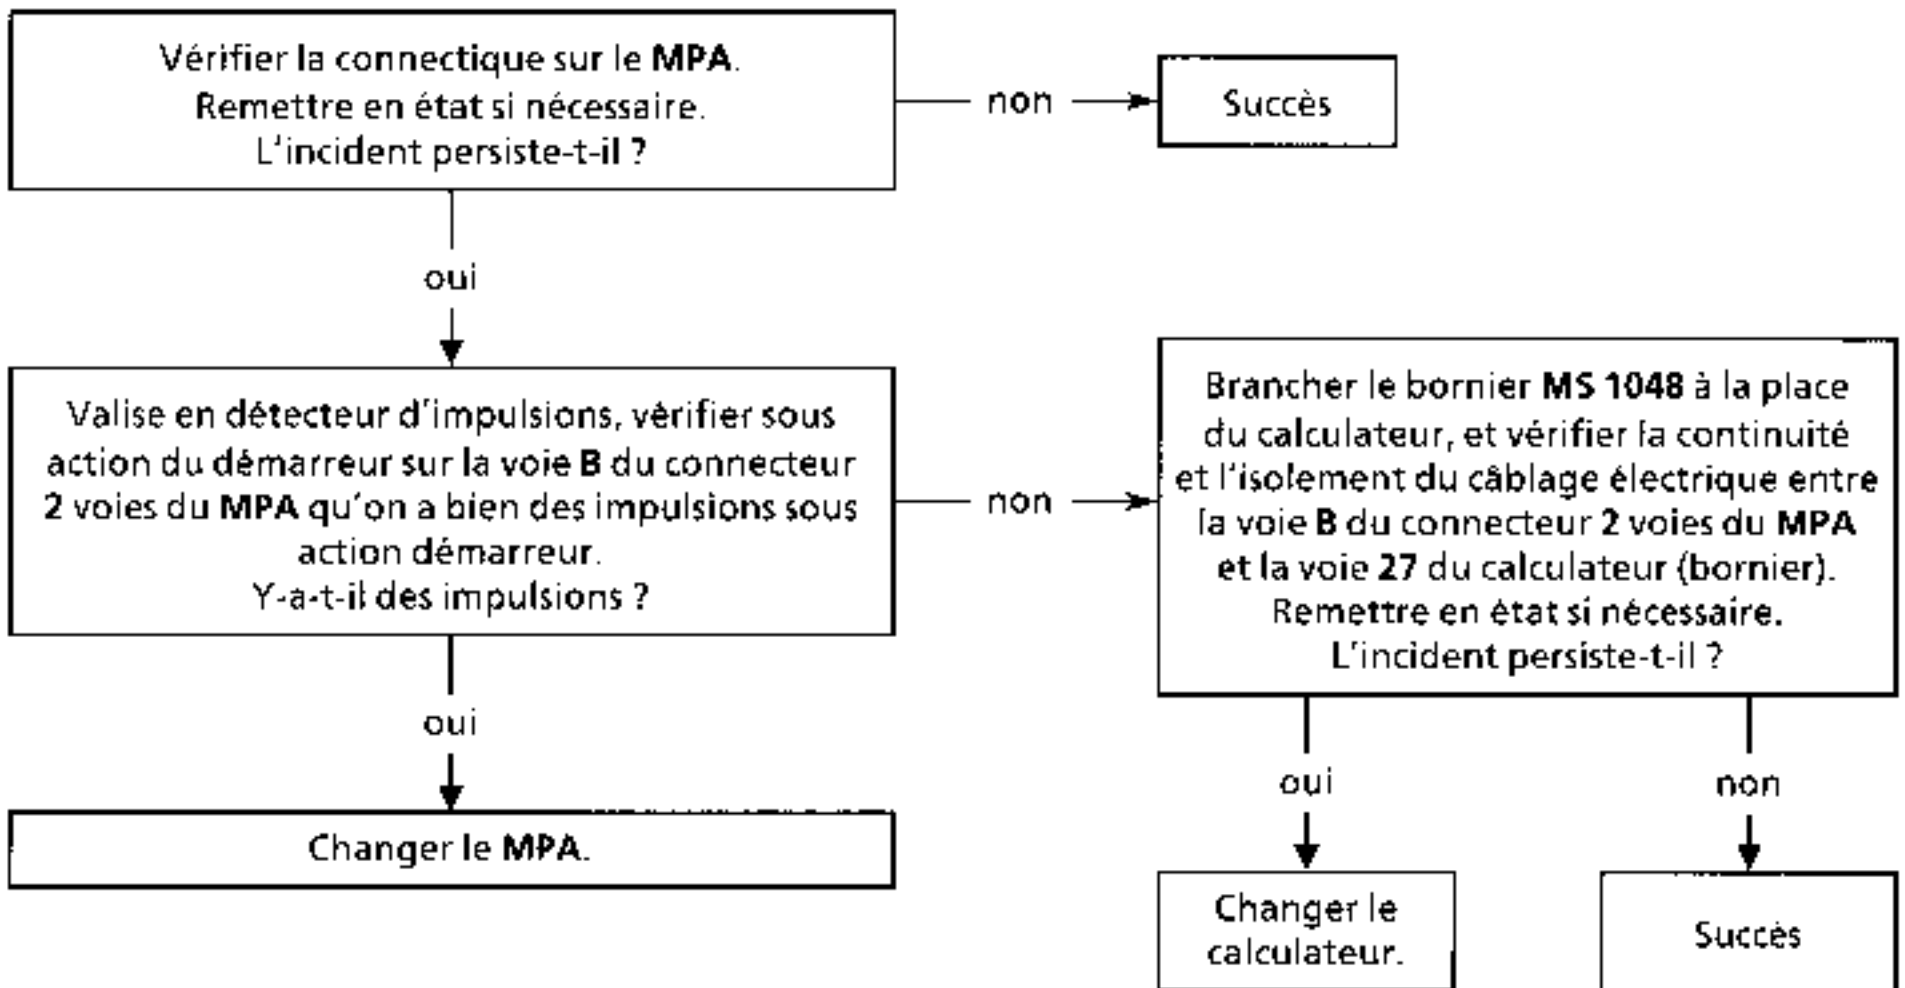 Vérifier la connectique sur le MPA.
Remettre en état si nécessaire.
L'incident persiste-t-il ?
non
Succès
oui
Valise en détecteur d'impulsions, vérifier sous
action du démarreur sur la voie B du connecteur
2 voies du MPA qu'on a bien des impulsions sous
action démarreur.
Y-a-t-il des impulsions ?
non
Brancher le bornier MS 1048 à la place
du calculateur, et vérifier la continuité
et l'isolement du câblage électrique entre
la voie B du connecteur 2 voies du MPA
et la voie 27 du calculateur (bornier).
Remettre en état si nécessaire.
L'incident persiste-t-il ?
oui
Changer le MPA.
oui
non
Changer le
calculateur.
Succès